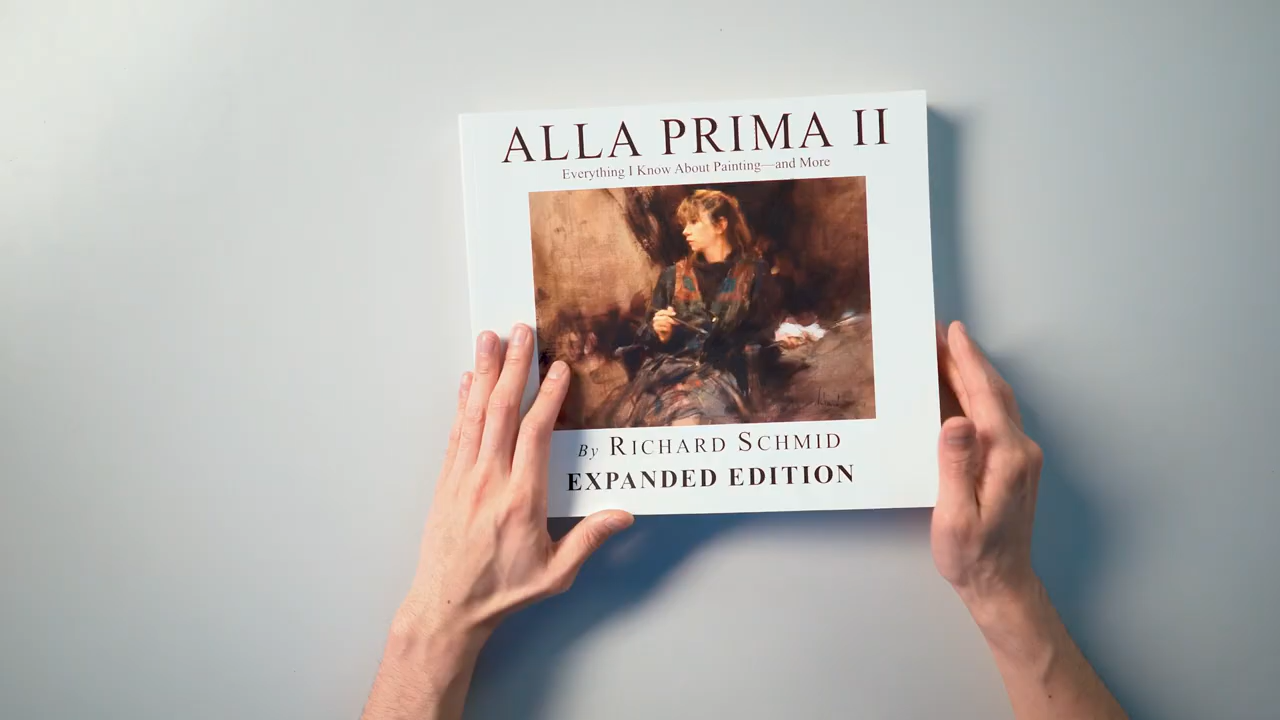 ALLA PRIMA II
Everything I Know About Painting—and More
By RICHARD SCHMID
EXPANDED EDITION